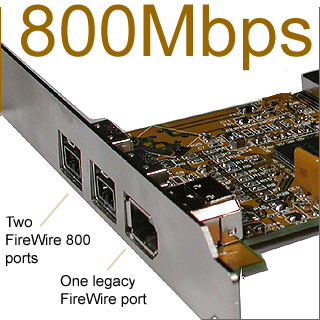 800Mbps
Two
FireWire 800
ports
One legacy
FireWire port